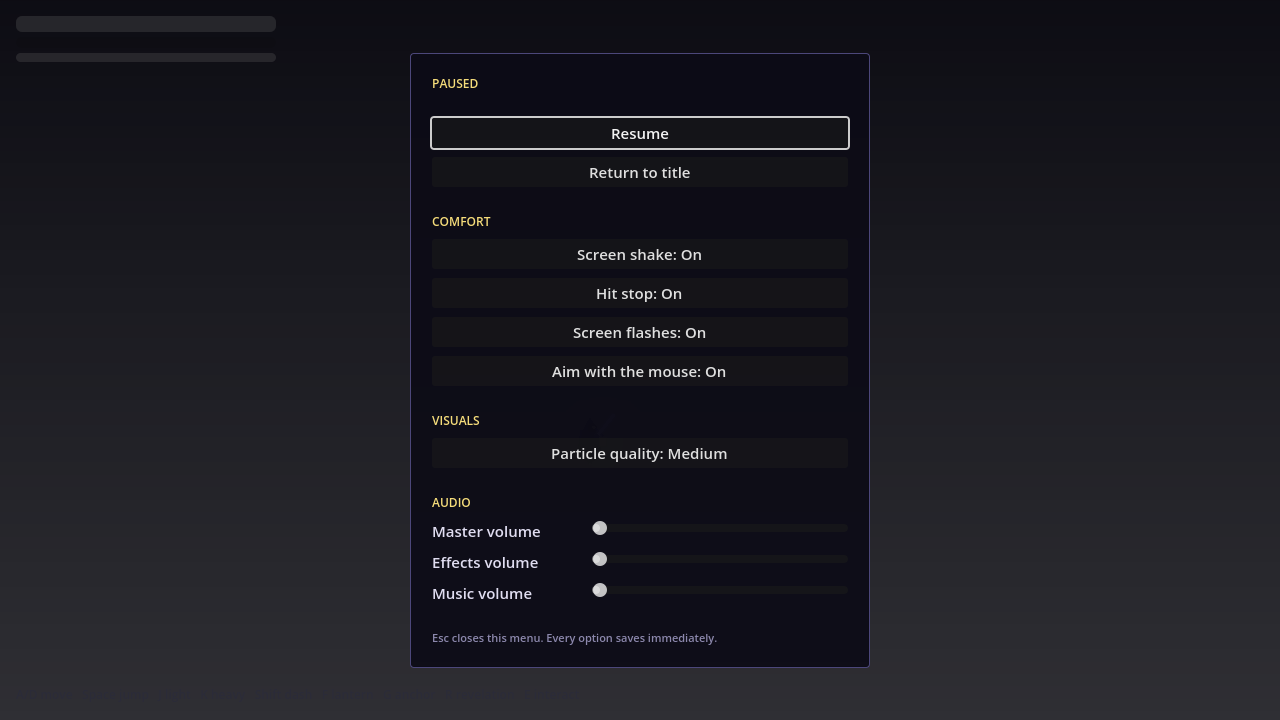 PAUSED
Resume
Return to title
COMFORT
Screen shake: On
Hit stop: On
Screen flashes: On
Aim with the mouse: On
VISUALS
Particle quality: Medium
AUDIO
Master volume
Effects volume
Music volume
Esc closes this menu. Every option saves immediately.